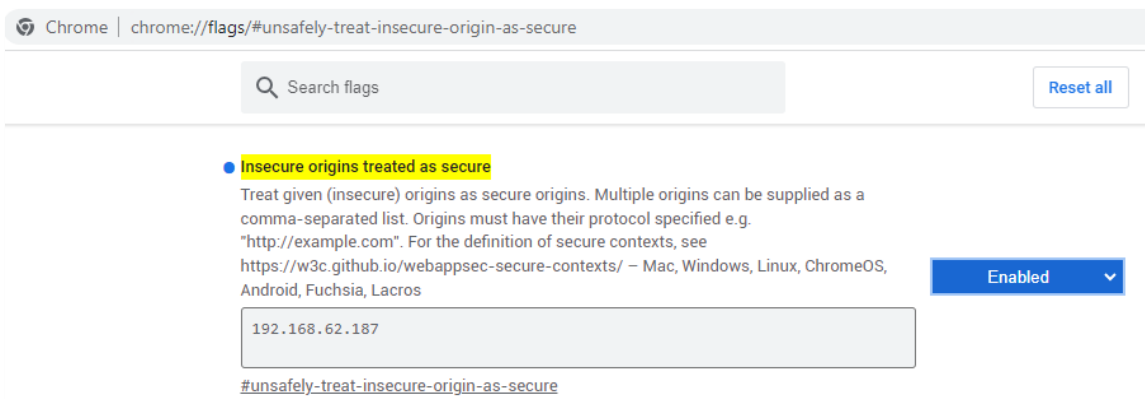 Chrome | chrome://flags/#unsafely-treat-insecure-origin-as-secure
Search flags
Reset all
Insecure origins treated as secure
Treat given (insecure) origins as secure origins. Multiple origins can be supplied as a
comma-separated list. Origins must have their protocol specified e.g.
"http://example.com". For the definition of secure contexts, see
https://w3c.github.io/webappsec-secure-contexts/ – Mac, Windows, Linux, ChromeOS,
Android, Fuchsia, Lacros
Enabled
192.168.62.187
#unsafely-treat-insecure-origin-as-secure